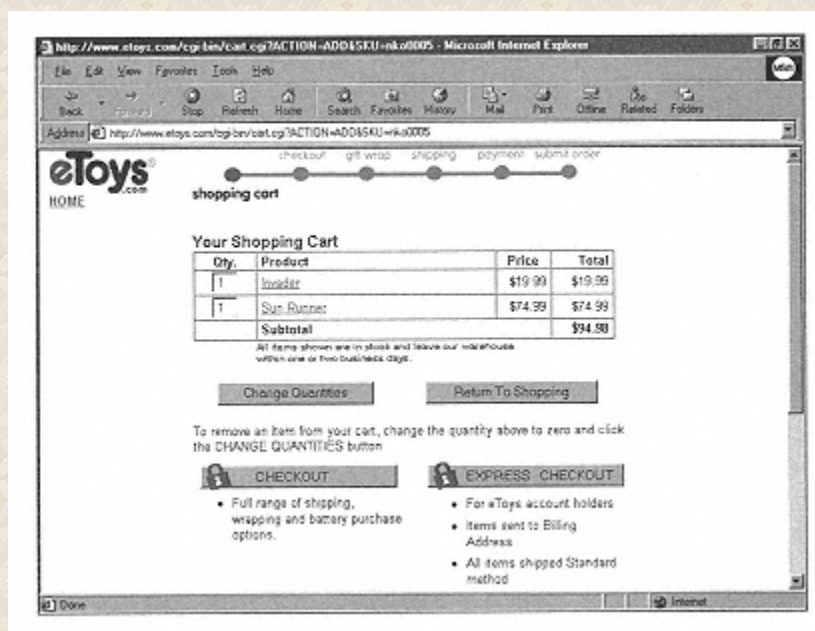 http://www.etoys.com/cgi-bin/cart.cgi?ACTION=ADD&SKU=nko0005 - Microsoft Internet Explorer
File Edit View Favorites Tools Help
Back Forward Stop Refresh Home Search Favorites History Mail Print Offline Related Folders
Address http://www.etoys.com/cgi-bin/cart.cgi?ACTION=ADD&SKU=nko0005
checkout gift wrap shipping payment submit order
eToys.com
HOME
shopping cart
Your Shopping Cart
Qty. Product Price Total
1 Invader $19.99 $19.99
1 Sun Runner $74.99 $74.99
Subtotal $94.98
All items shown are in stock and leave our warehouse
within one or two business days.
Change Quantities Return To Shopping
To remove an item from your cart, change the quantity above to zero and click
the CHANGE QUANTITIES button
CHECKOUT EXPRESS CHECKOUT
• Full range of shipping,
wrapping and battery purchase
options.
• For eToys account holders
• Items sent to Billing
Address
• All items shipped Standard
method
Done Internet